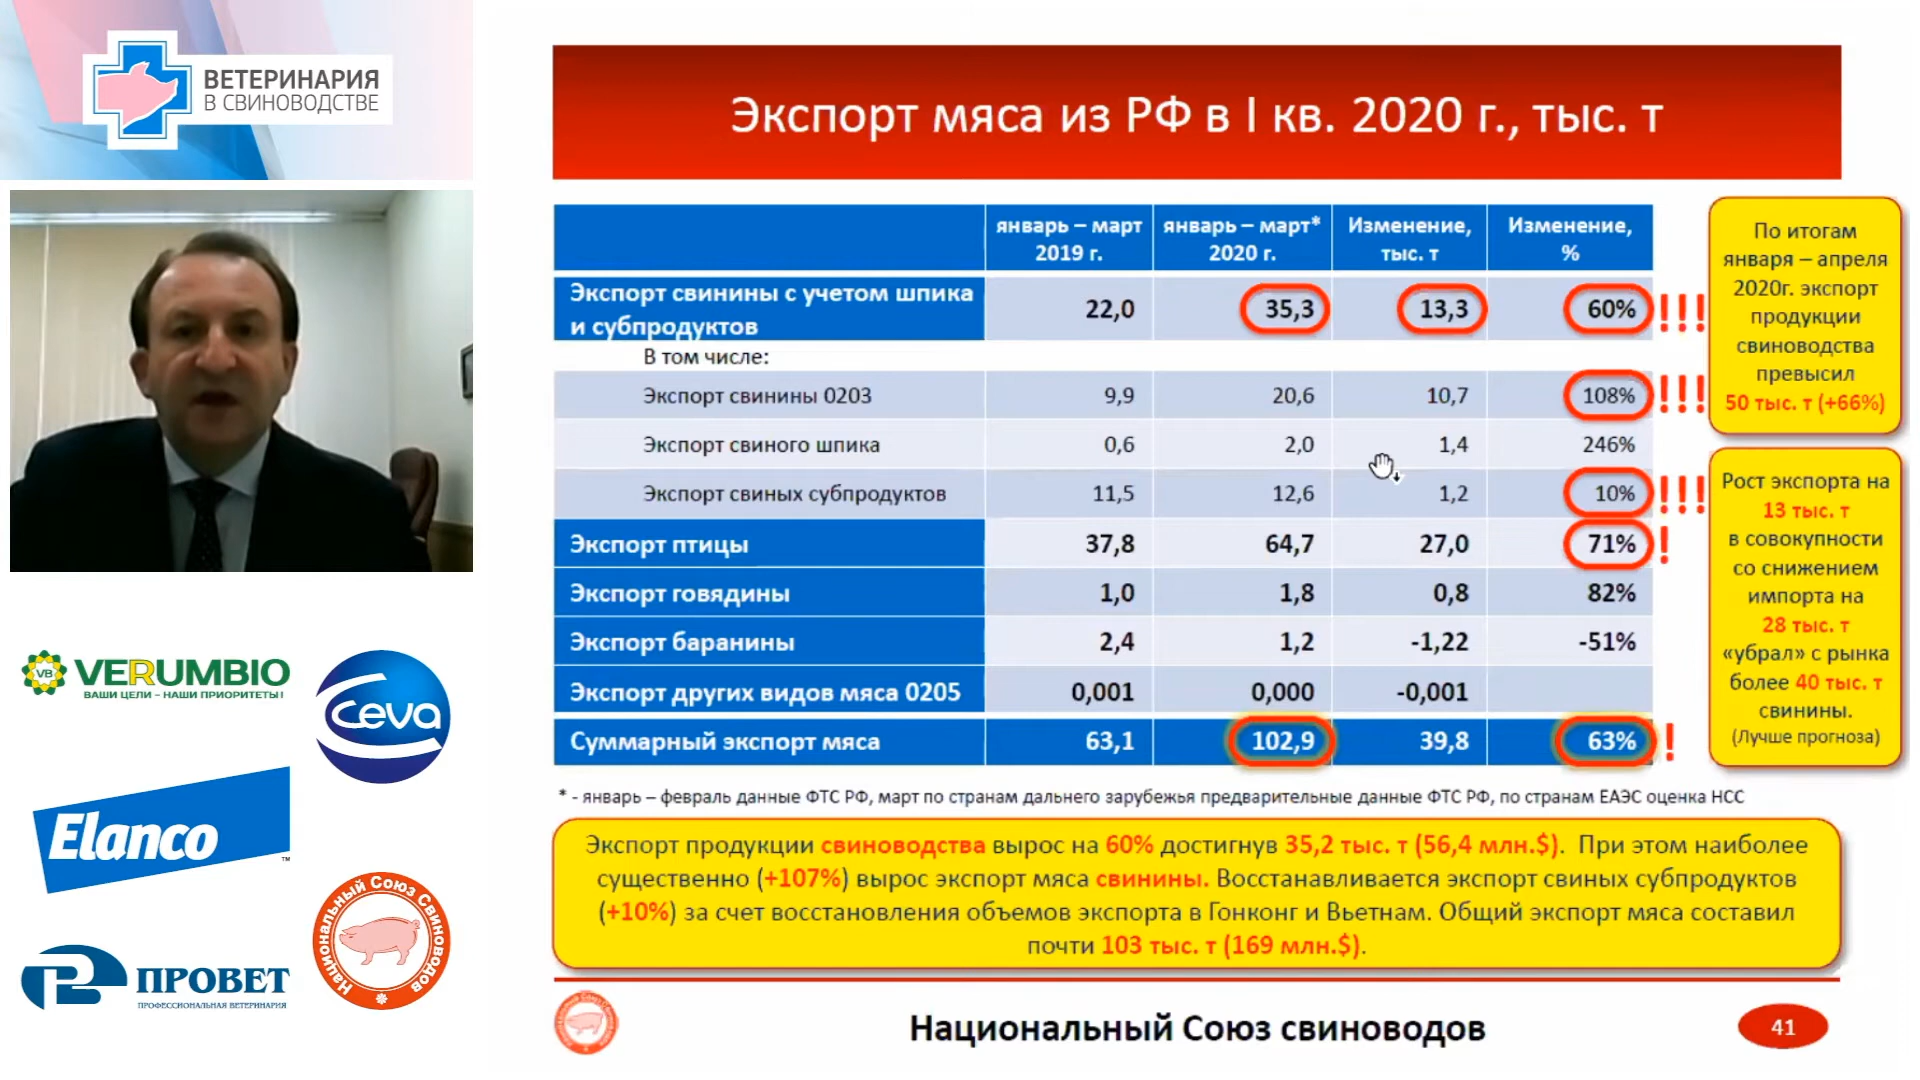 ВЕТЕРИНАРИЯ
В СВИНОВОДСТВЕ
Экспорт мяса из РФ в I кв. 2020 г., тыс. т
январь – март 2019 г.
январь – март* 2020 г.
Изменение, тыс. т
Изменение, %
Экспорт свинины с учетом шпика и субпродуктов 22,0 35,3 13,3 60% !!!
В том числе:
Экспорт свинины 0203 9,9 20,6 10,7 108% !!!
Экспорт свиного шпика 0,6 2,0 1,4 246%
Экспорт свиных субпродуктов 11,5 12,6 1,2 10% !!!
Экспорт птицы 37,8 64,7 27,0 71% !
Экспорт говядины 1,0 1,8 0,8 82%
Экспорт баранины 2,4 1,2 -1,22 -51%
Экспорт других видов мяса 0205 0,001 0,000 -0,001
Суммарный экспорт мяса 63,1 102,9 39,8 63% !
По итогам
января – апреля
2020г. экспорт
продукции
свиноводства
превысил
50 тыс. т (+66%)
Рост экспорта на
13 тыс. т
в совокупности
со снижением
импорта на
28 тыс. т
«убрал» с рынка
более 40 тыс. т
свинины.
(Лучше прогноза)
* - январь – февраль данные ФТС РФ, март по странам дальнего зарубежья предварительные данные ФТС РФ, по странам ЕАЭС оценка НСС
Экспорт продукции свиноводства вырос на 60% достигнув 35,2 тыс. т (56,4 млн.$). При этом наиболее
существенно (+107%) вырос экспорт мяса свинины. Восстанавливается экспорт свиных субпродуктов
(+10%) за счет восстановления объемов экспорта в Гонконг и Вьетнам. Общий экспорт мяса составил
почти 103 тыс. т (169 млн.$).
Национальный Союз свиноводов
41
VB VERUMBIO
ВАШИ ЦЕЛИ – НАШИ ПРИОРИТЕТЫ!
Ceva
Elanco™
Национальный Союз Свиноводов
ПРОВЕТ
ПРОФЕССИОНАЛЬНАЯ ВЕТЕРИНАРИЯ